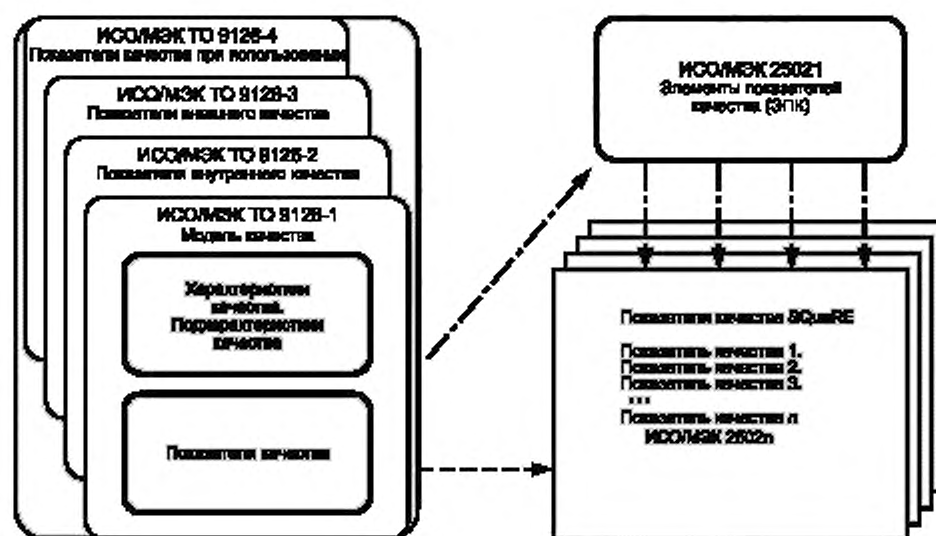 ИСО/МЭК ТО 9126-4
Показатели качества при использовании
ИСО/МЭК ТО 9126-3
Показатели внешнего качества
ИСО/МЭК ТО 9126-2
Показатели внутреннего качества
ИСО/МЭК ТО 9126-1
Модель качества
Характеристики
качества.
Подхарактеристики
качества
Показатели качества
ИСО/МЭК 25021
Элементы показателей
качества (ЭПК)
Показатели качества SQuaRE
Показатель качества 1.
Показатель качества 2.
Показатель качества 3.
...
Показатель качества n
ИСО/МЭК 2502n